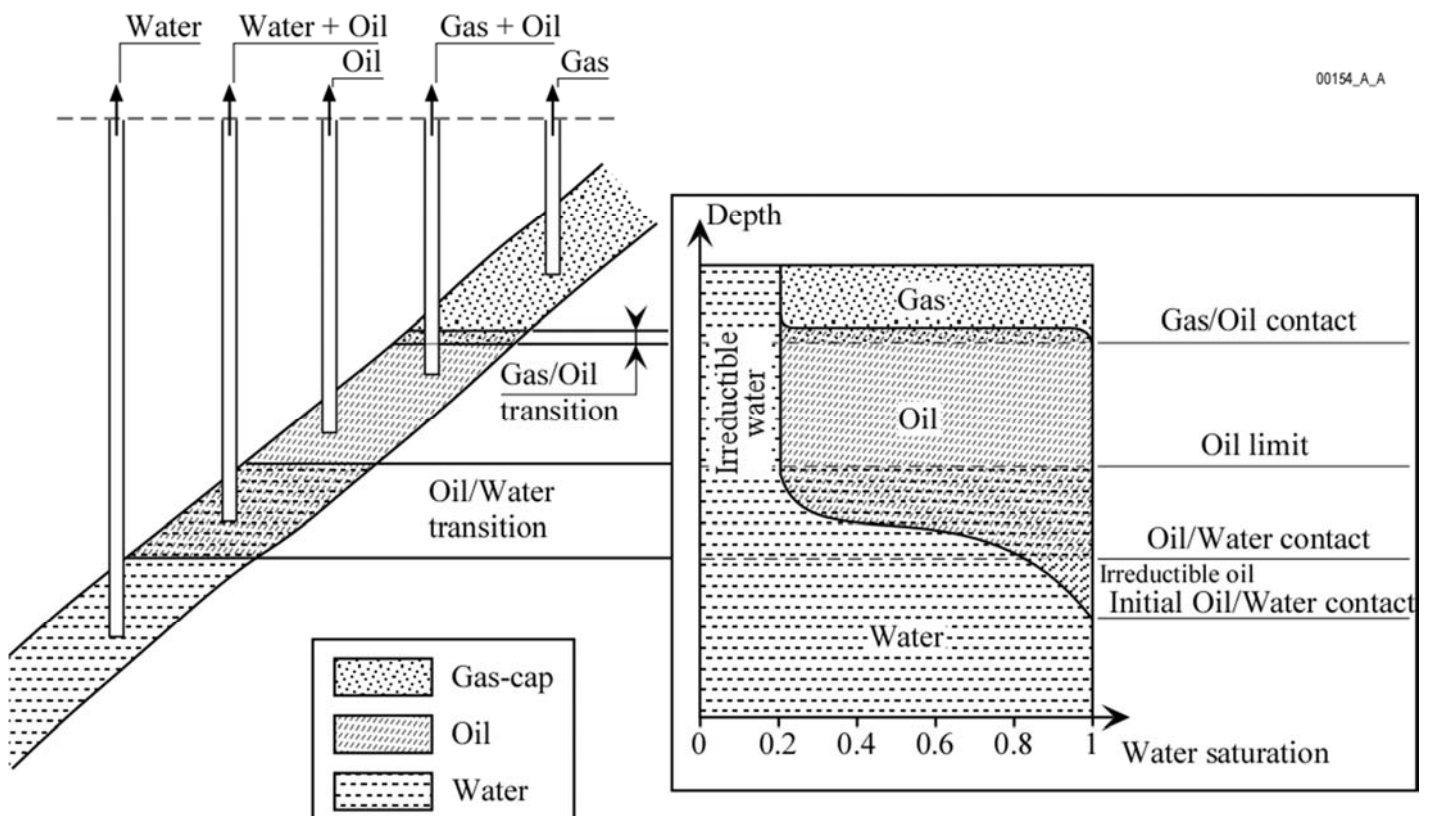 Water
Water + Oil
Gas + Oil
Oil
Gas
00154_A_A
Depth
Gas
Gas/Oil contact
Gas/Oil
transition
Irreductible
water
Oil
Oil limit
Oil/Water
transition
Oil/Water contact
Irreductible oil
Initial Oil/Water contact
Water
Gas-cap
Oil
Water
0 0.2 0.4 0.6 0.8 1
Water saturation